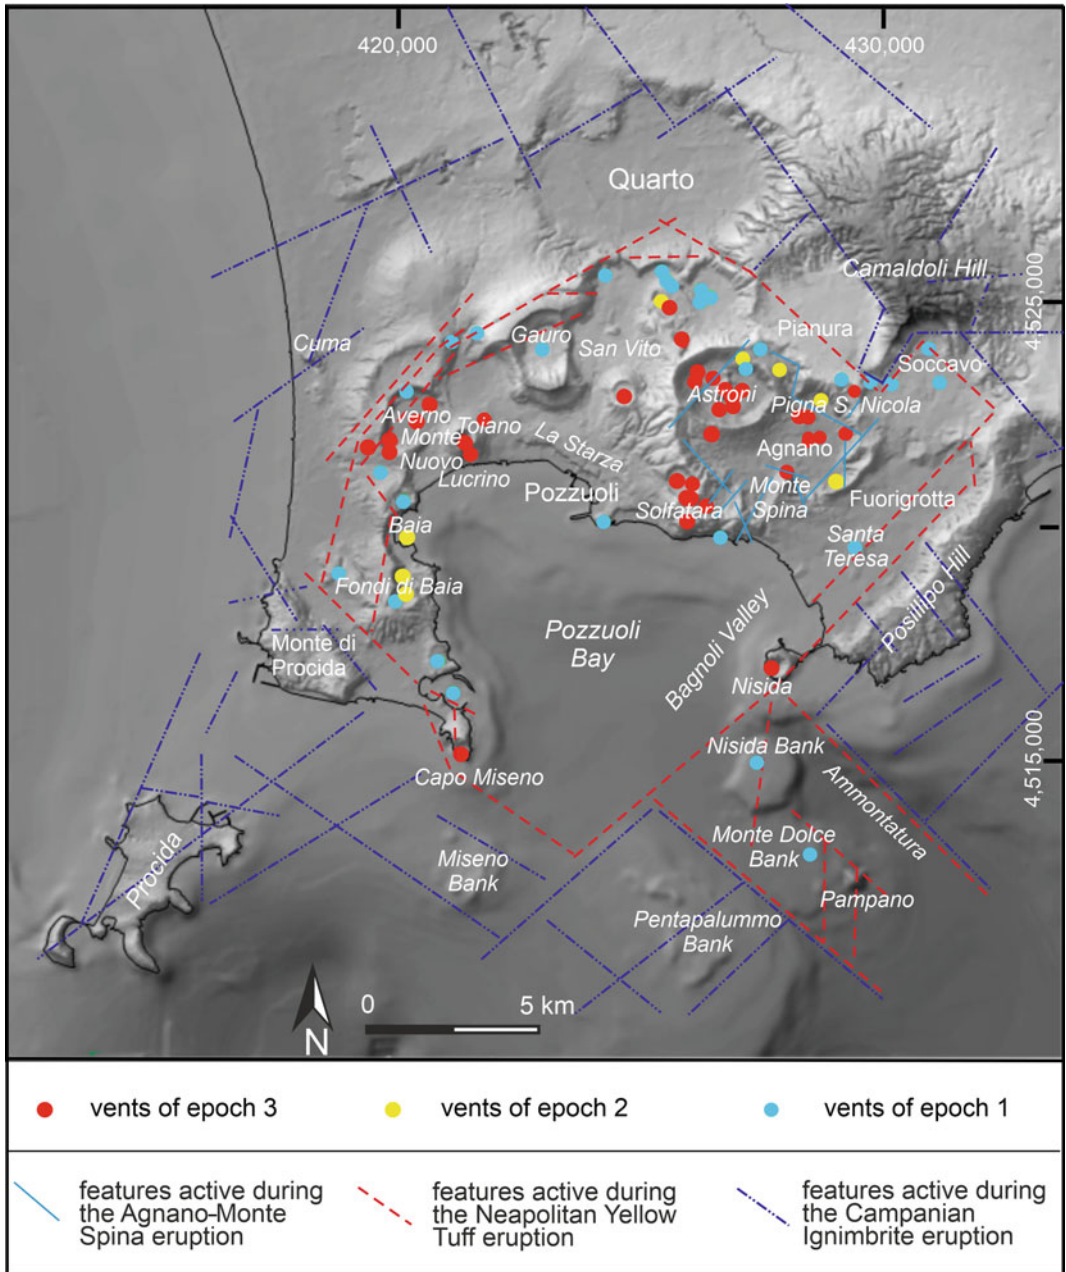 420,000
430,000
Quarto
Camaldoli Hill
4525,000
Cuma
Gauro
San Vito
Pianura
Soccavo
Astroni
Pigna S. Nicola
Averno
Toiano
Monte
Nuovo
Agnano
La Starza
Lucrino
Pozzuoli
Monte
Spina
Fuorigrotta
Solfatara
Baia
Santa
Teresa
Fondi di Baia
Posillipo Hill
Monte di
Procida
Pozzuoli
Bay
Bagnoli Valley
Nisida
Nisida Bank
4,515,000
Capo Miseno
Ammontatura
Monte Dolce
Bank
Miseno
Bank
Procida
Pampano
Pentapalummo
Bank
0
5 km
N
vents of epoch 3
vents of epoch 2
vents of epoch 1
features active during
the Agnano-Monte
Spina eruption
features active during
the Neapolitan Yellow
Tuff eruption
features active during
the Campanian
Ignimbrite eruption